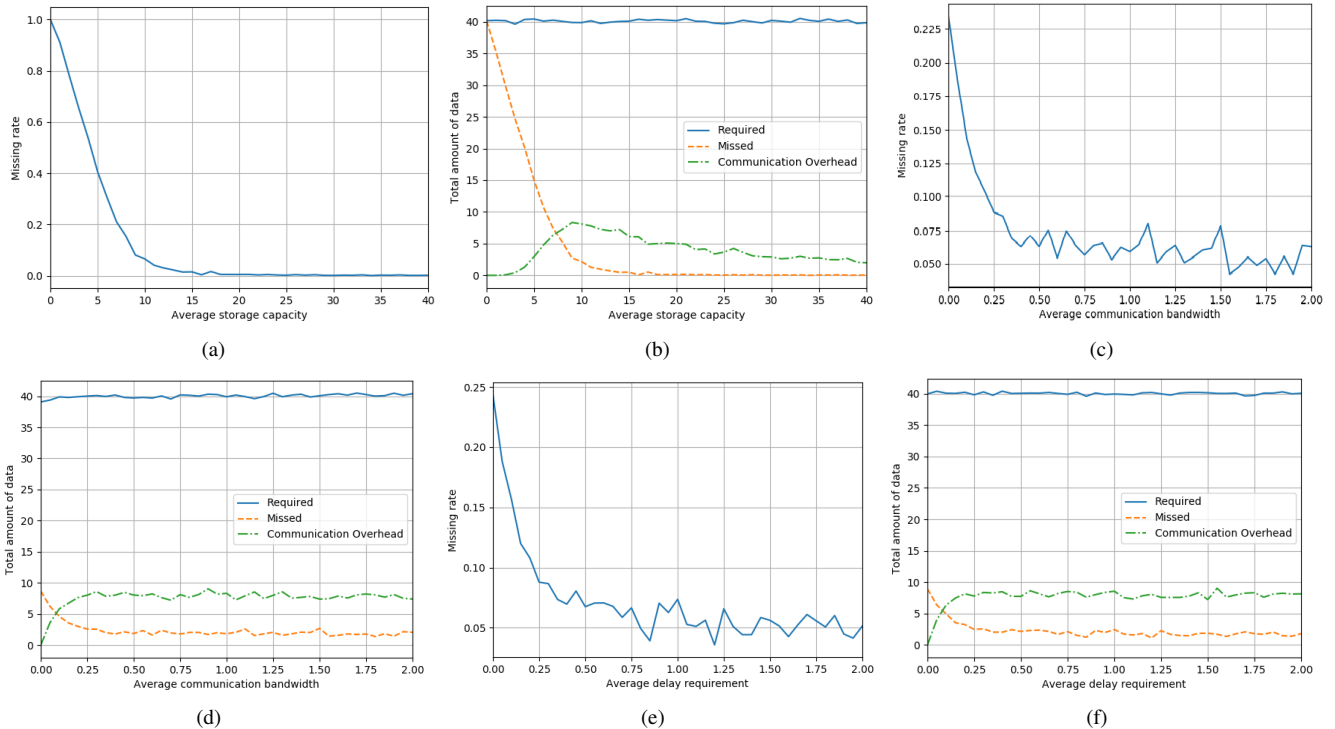 1.0
0.8
0.6
0.4
0.2
0.0
Missing rate
0 5 10 15 20 25 30 35 40
Average storage capacity
(a)
40
35
30
25
20
15
10
5
0
Total amount of data
Required
Missed
Communication Overhead
0 5 10 15 20 25 30 35 40
Average storage capacity
(b)
0.225
0.200
0.175
0.150
0.125
0.100
0.075
0.050
Missing rate
0.00 0.25 0.50 0.75 1.00 1.25 1.50 1.75 2.00
Average communication bandwidth
(c)
40
35
30
25
20
15
10
5
0
Total amount of data
Required
Missed
Communication Overhead
0.00 0.25 0.50 0.75 1.00 1.25 1.50 1.75 2.00
Average communication bandwidth
(d)
0.25
0.20
0.15
0.10
0.05
Missing rate
0.00 0.25 0.50 0.75 1.00 1.25 1.50 1.75 2.00
Average delay requirement
(e)
40
35
30
25
20
15
10
5
0
Total amount of data
Required
Missed
Communication Overhead
0.00 0.25 0.50 0.75 1.00 1.25 1.50 1.75 2.00
Average delay requirement
(f)